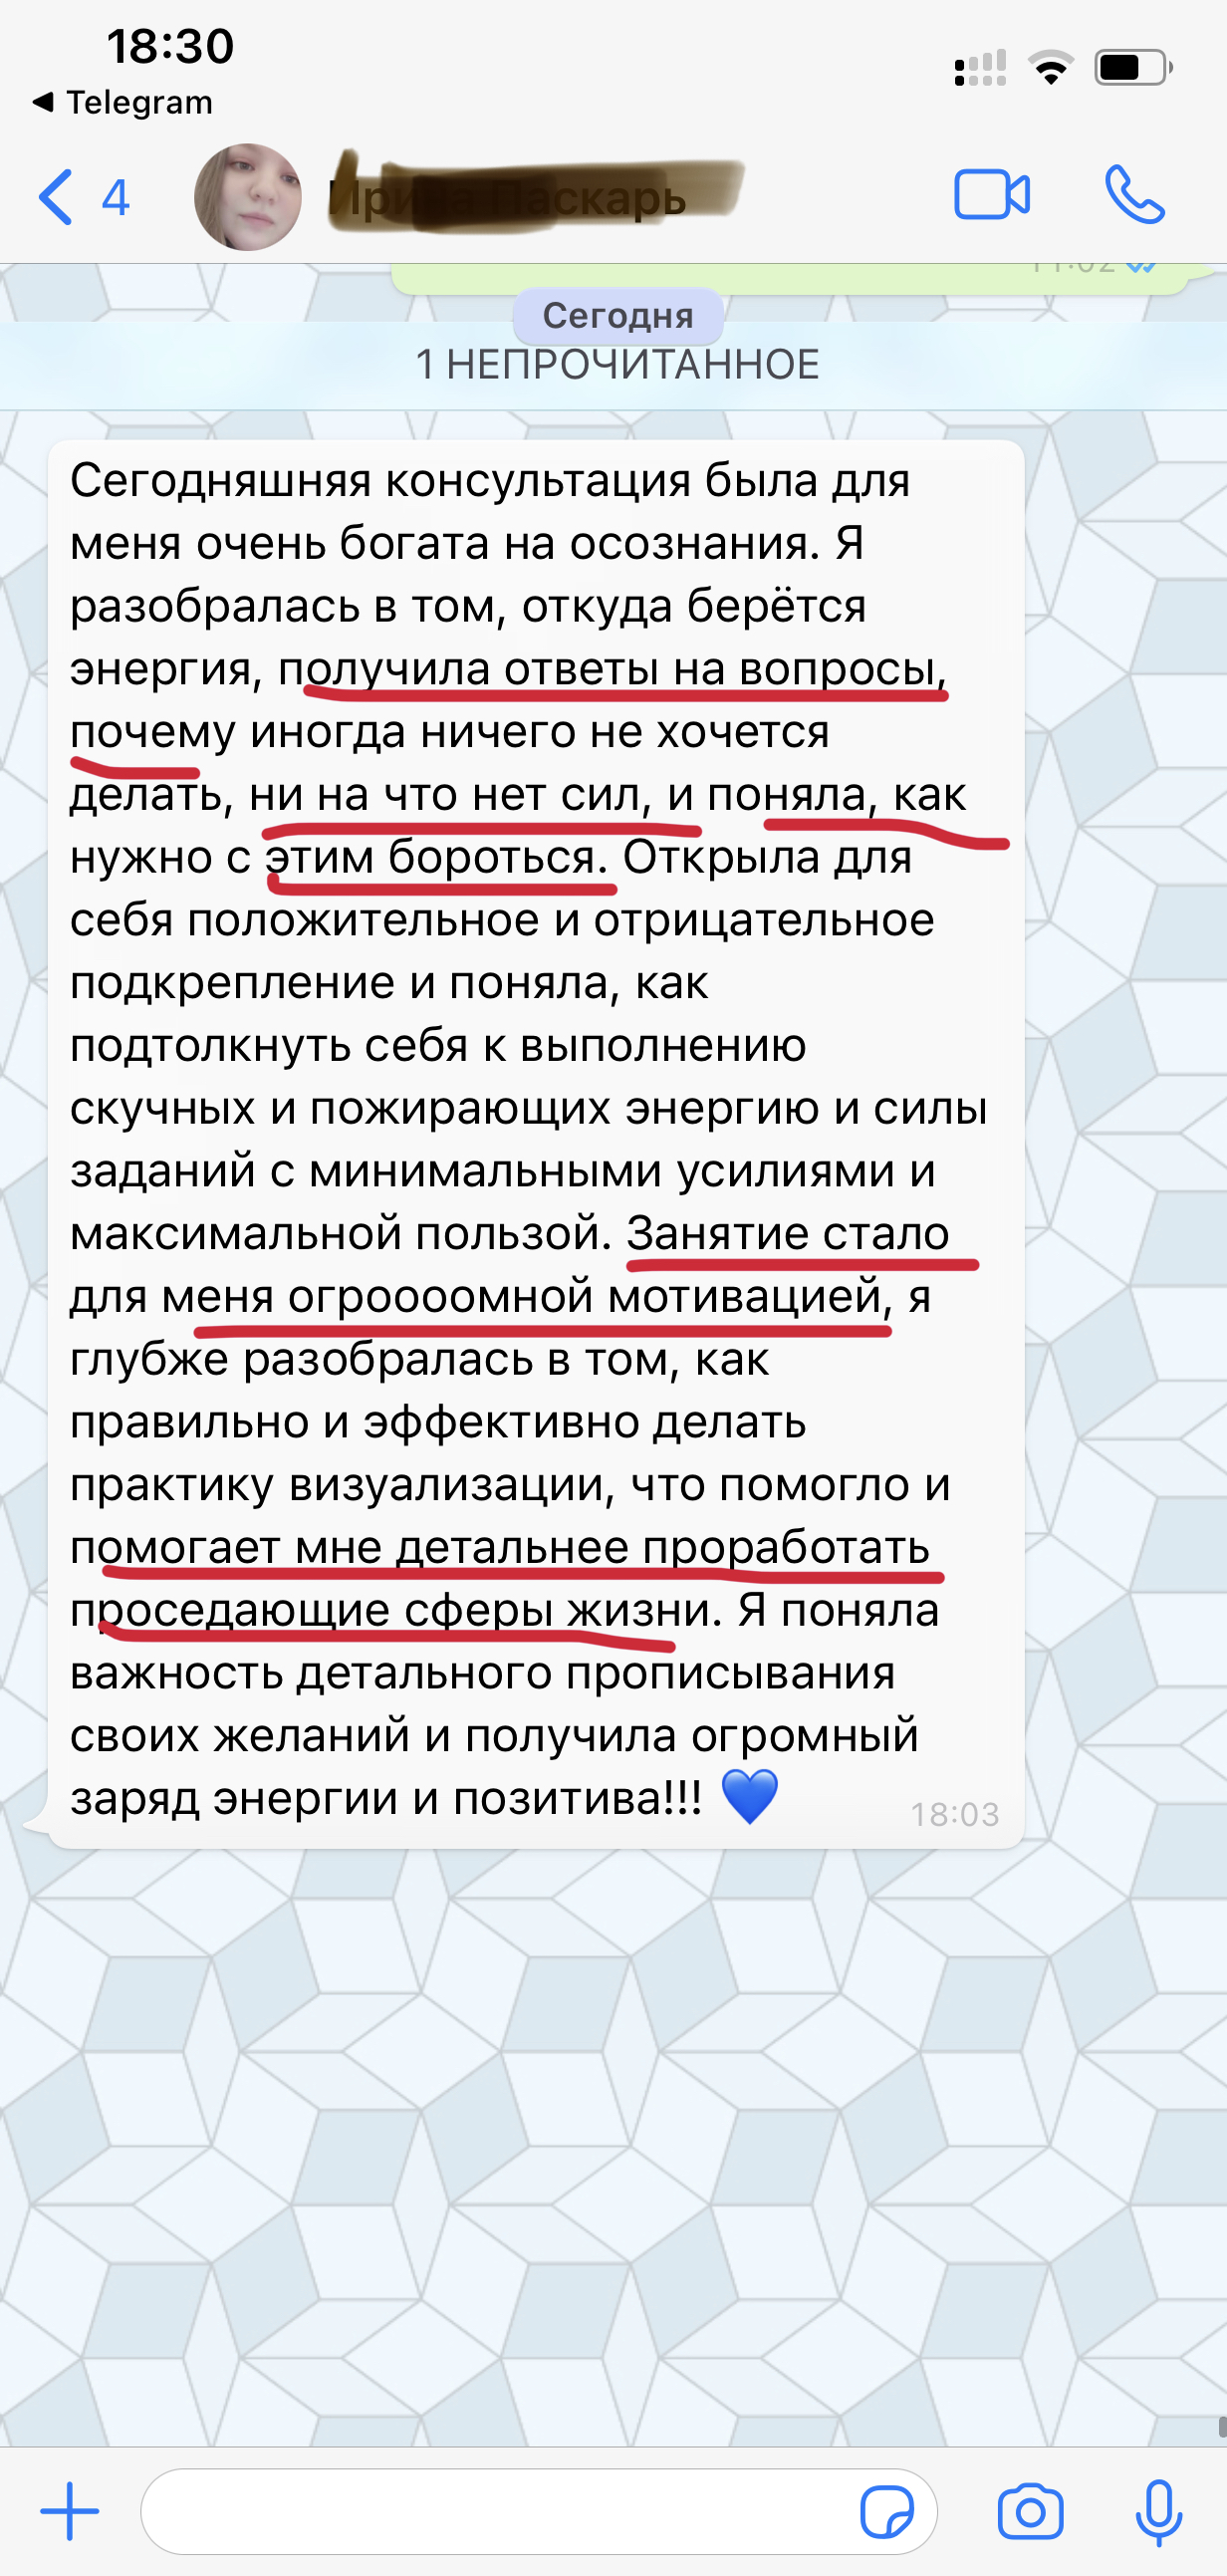 18:30
Telegram
4
11:02
Сегодня
1 НЕПРОЧИТАННОЕ
Сегодняшняя консультация была для
меня очень богата на осознания. Я
разобралась в том, откуда берётся
энергия, получила ответы на вопросы,
почему иногда ничего не хочется
делать, ни на что нет сил, и поняла, как
нужно с этим бороться. Открыла для
себя положительное и отрицательное
подкрепление и поняла, как
подтолкнуть себя к выполнению
скучных и пожирающих энергию и силы
заданий с минимальными усилиями и
максимальной пользой. Занятие стало
для меня огроооомной мотивацией, я
глубже разобралась в том, как
правильно и эффективно делать
практику визуализации, что помогло и
помогает мне детальнее проработать
проседающие сферы жизни. Я поняла
важность детального прописывания
своих желаний и получила огромный
заряд энергии и позитива!!! 💙
18:03